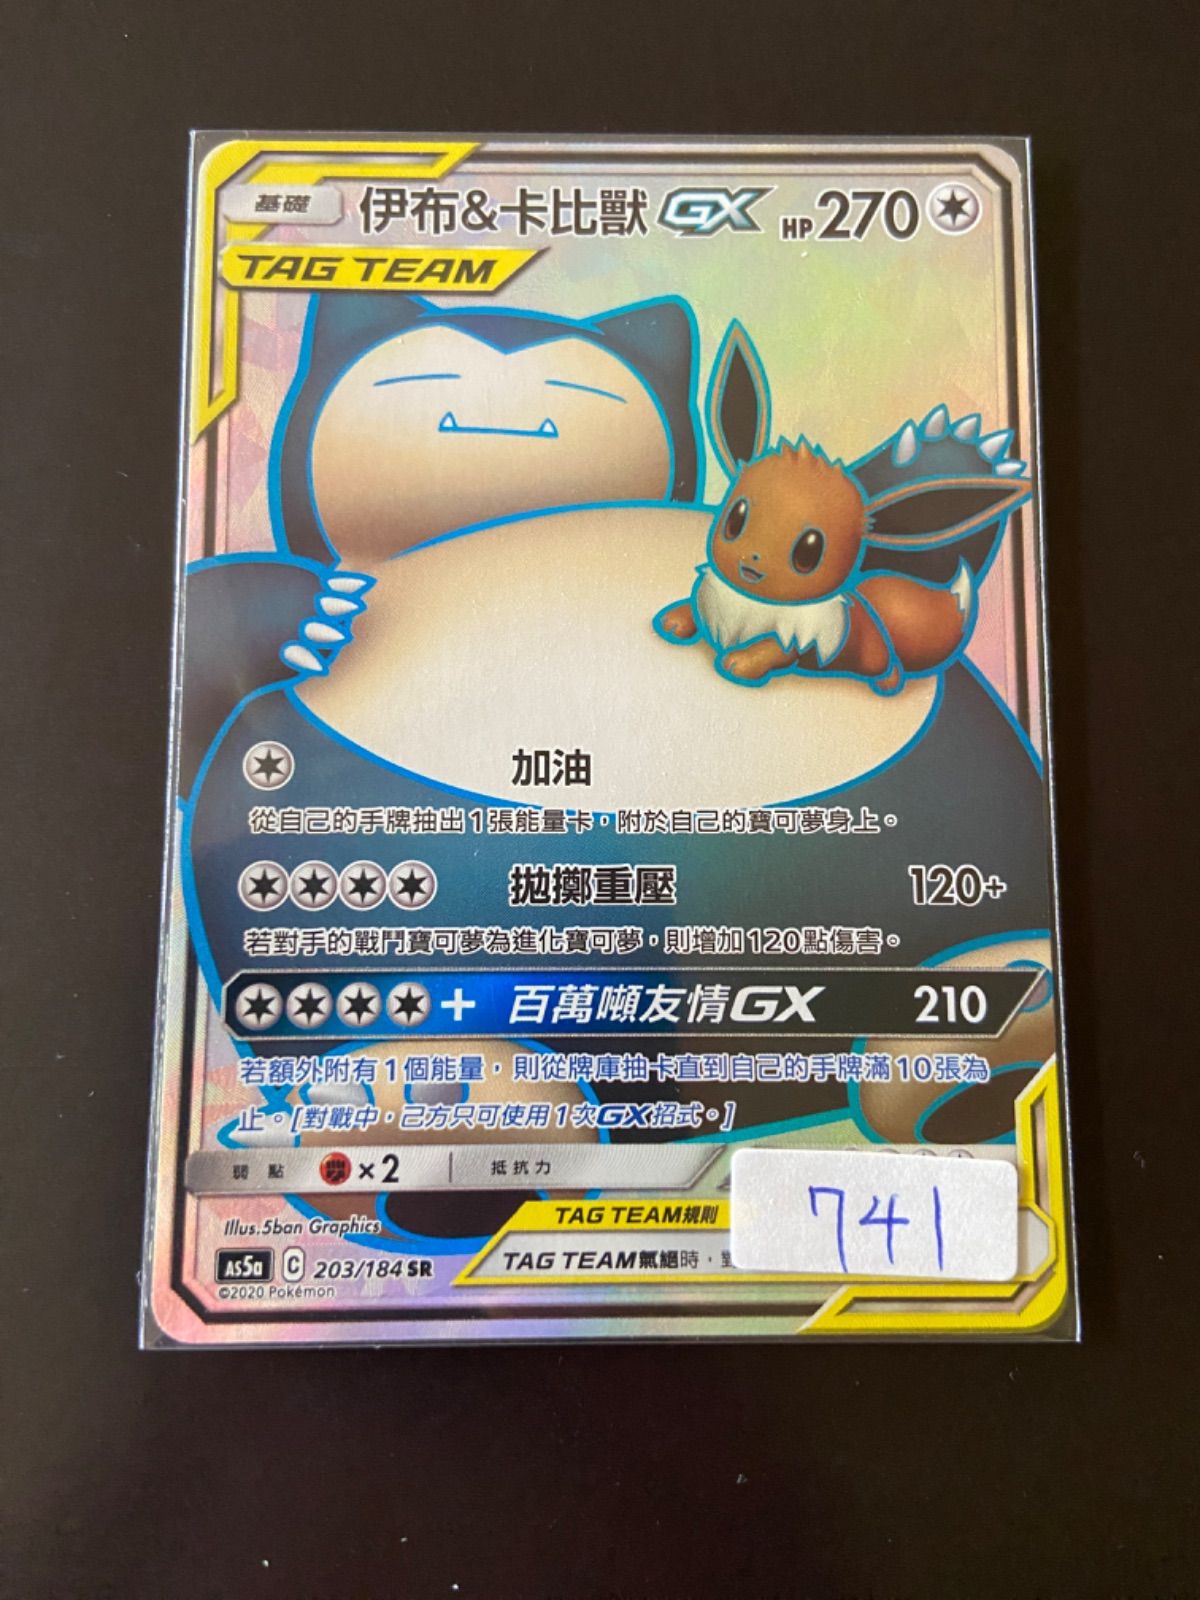 基礎 伊布&卡比獸GX HP270
TAG TEAM
加油
從自己的手牌抽出1張能量卡，附於自己的寶可夢身上。
拋擲重壓 120+
若對手的戰鬥寶可夢為進化寶可夢，則增加120點傷害。
+ 百萬噸友情GX 210
若額外附有1個能量，則從牌庫抽卡直到自己的手牌滿10張為
止。[對戰中，己方只可使用1次GX招式。]
弱點 ×2 抵抗力
741
Illus.5ban Graphics
TAG TEAM規則
AS5a C 203/184 SR
TAG TEAM氣絕時，對
©2020 Pokémon